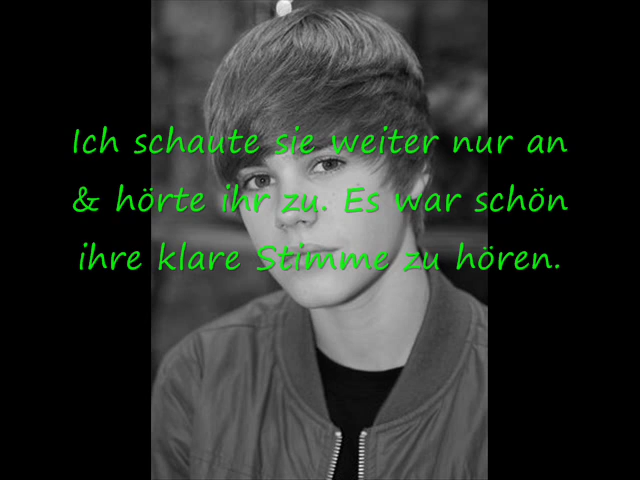 Ich schaute sie weiter nur an
& hörte ihr zu. Es war schön
ihre klare Stimme zu hören.